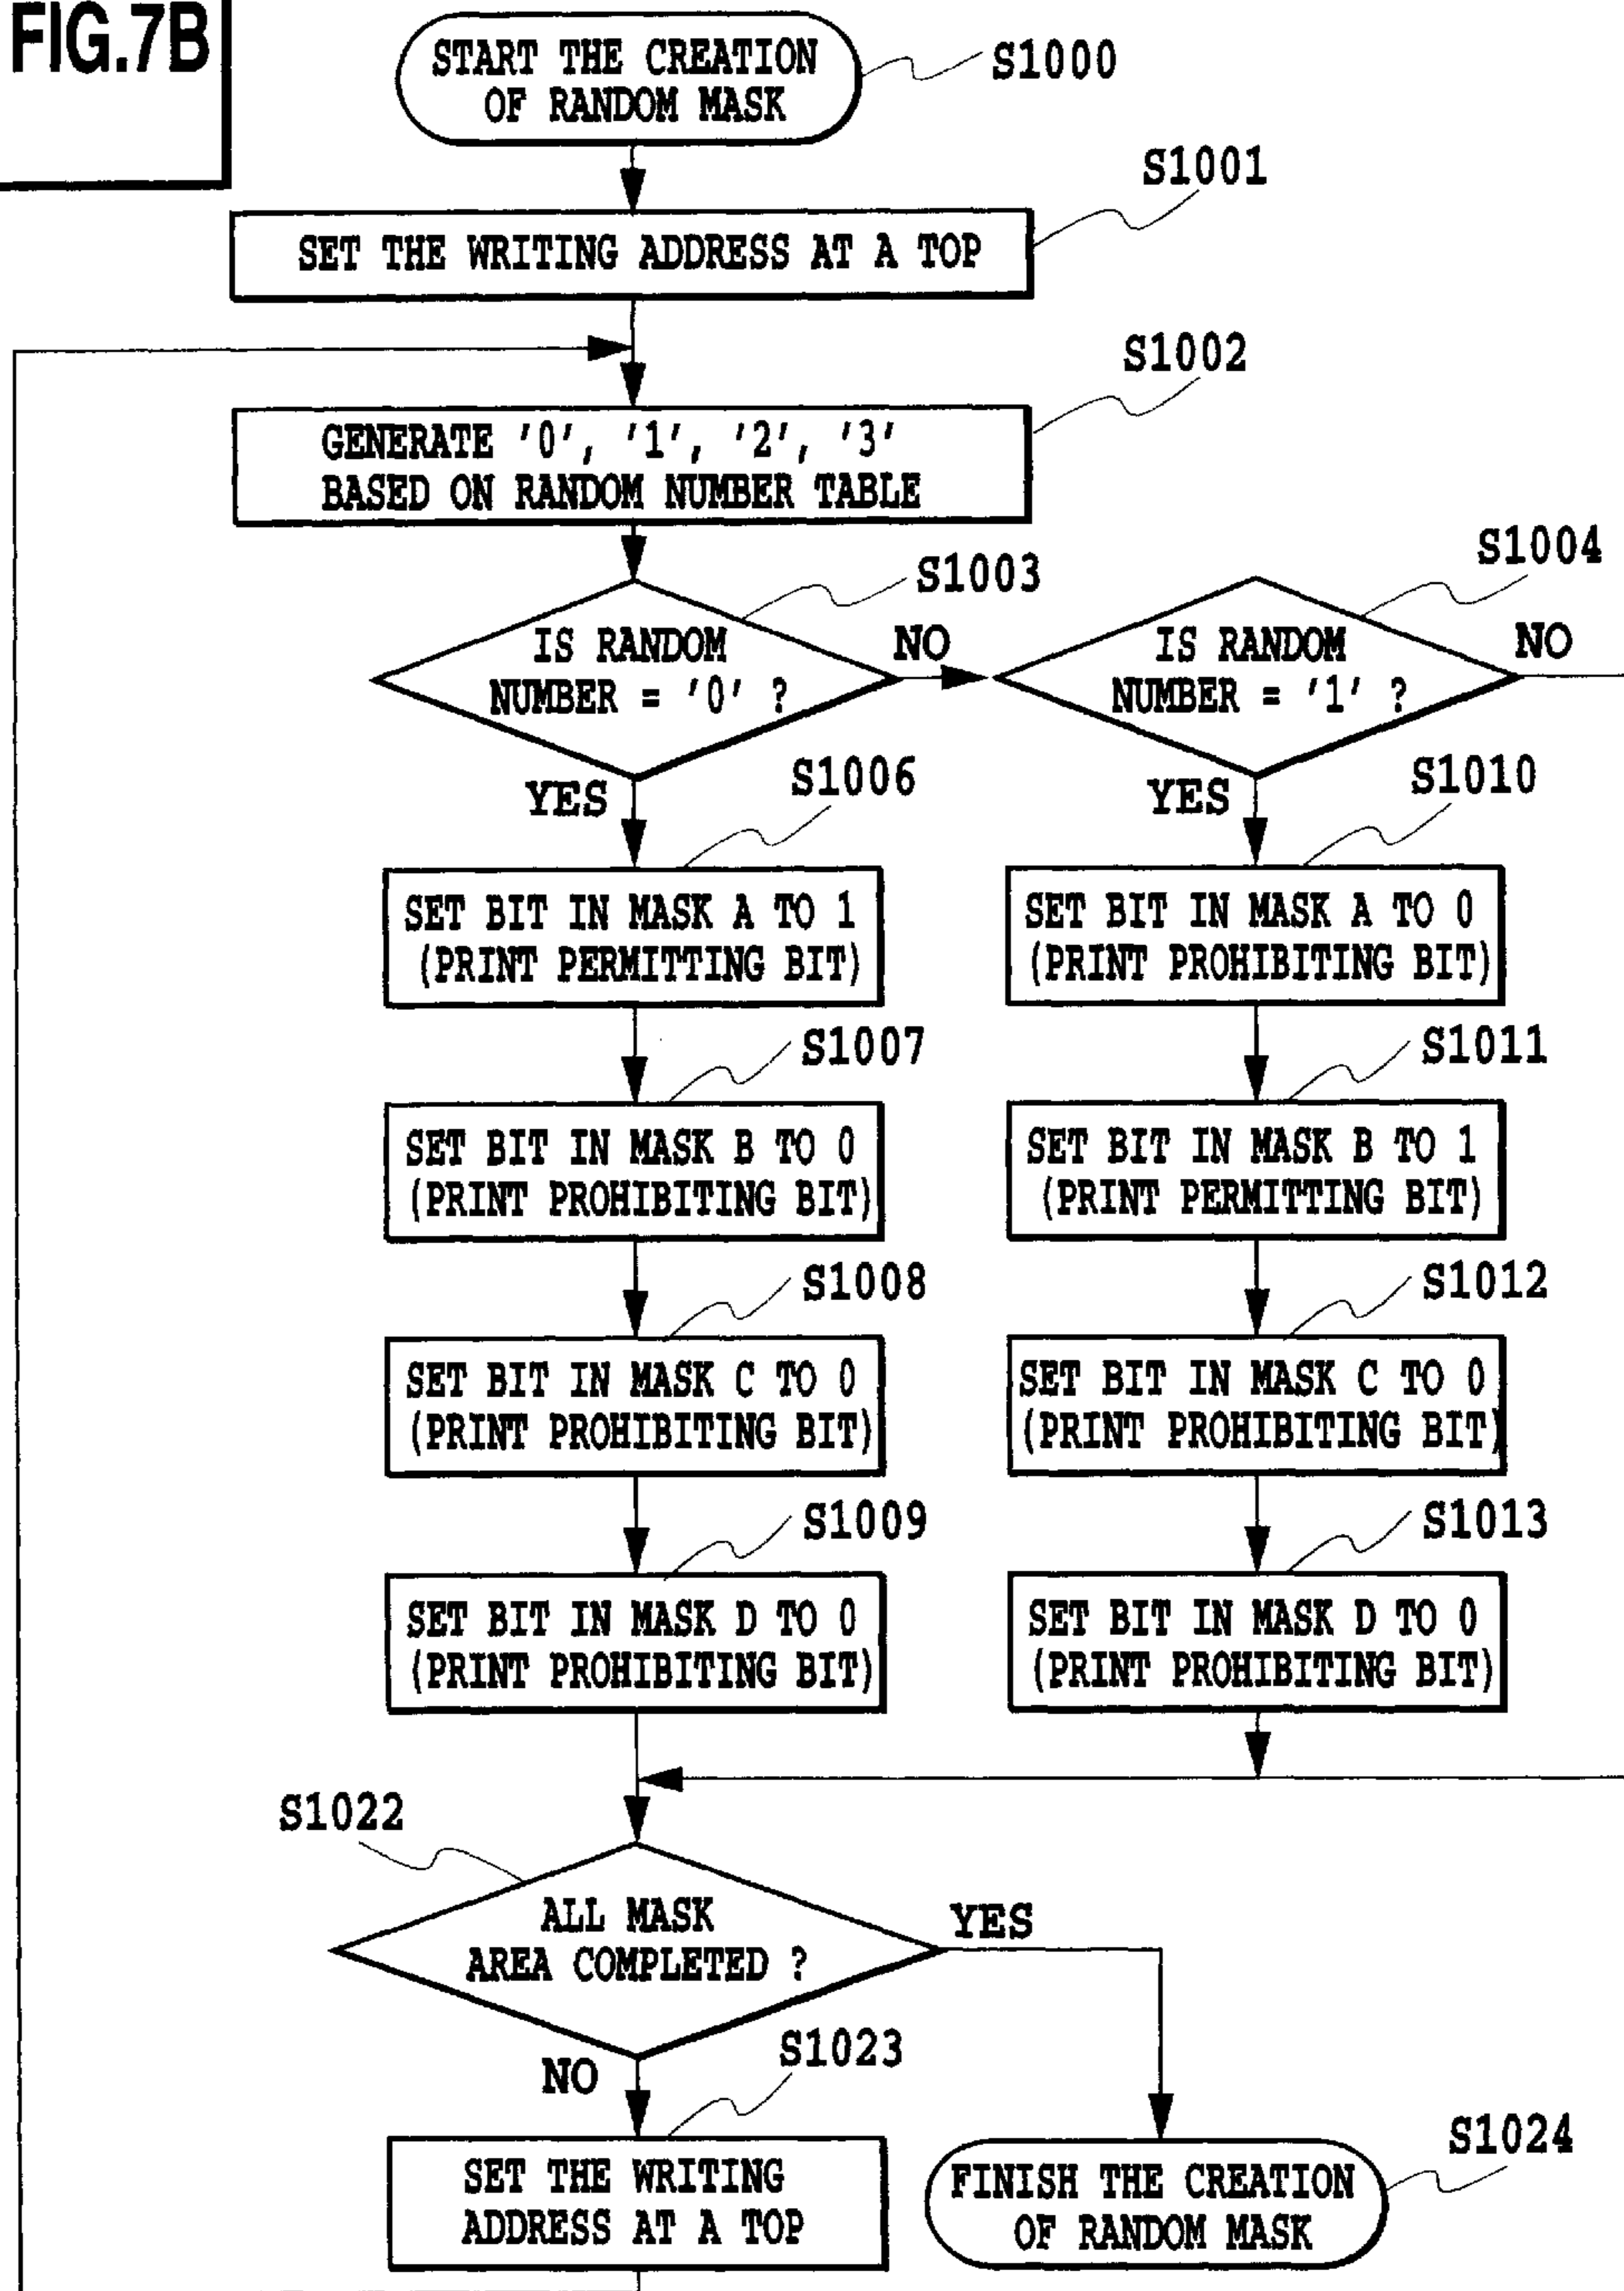 FIG.7B
START THE CREATION
OF RANDOM MASK
S1000
S1001
SET THE WRITING ADDRESS AT A TOP
S1002
GENERATE '0', '1', '2', '3'
BASED ON RANDOM NUMBER TABLE
S1003
S1004
IS RANDOM
NUMBER = '0' ?
NO
IS RANDOM
NUMBER = '1' ?
NO
YES
S1006
YES
S1010
SET BIT IN MASK A TO 1
(PRINT PERMITTING BIT)
SET BIT IN MASK A TO 0
(PRINT PROHIBITING BIT)
S1007
S1011
SET BIT IN MASK B TO 0
(PRINT PROHIBITING BIT)
SET BIT IN MASK B TO 1
(PRINT PERMITTING BIT)
S1008
S1012
SET BIT IN MASK C TO 0
(PRINT PROHIBITING BIT)
SET BIT IN MASK C TO 0
(PRINT PROHIBITING BIT)
S1009
S1013
SET BIT IN MASK D TO 0
(PRINT PROHIBITING BIT)
SET BIT IN MASK D TO 0
(PRINT PROHIBITING BIT)
S1022
ALL MASK
AREA COMPLETED ?
YES
NO
S1023
SET THE WRITING
ADDRESS AT A TOP
S1024
FINISH THE CREATION
OF RANDOM MASK